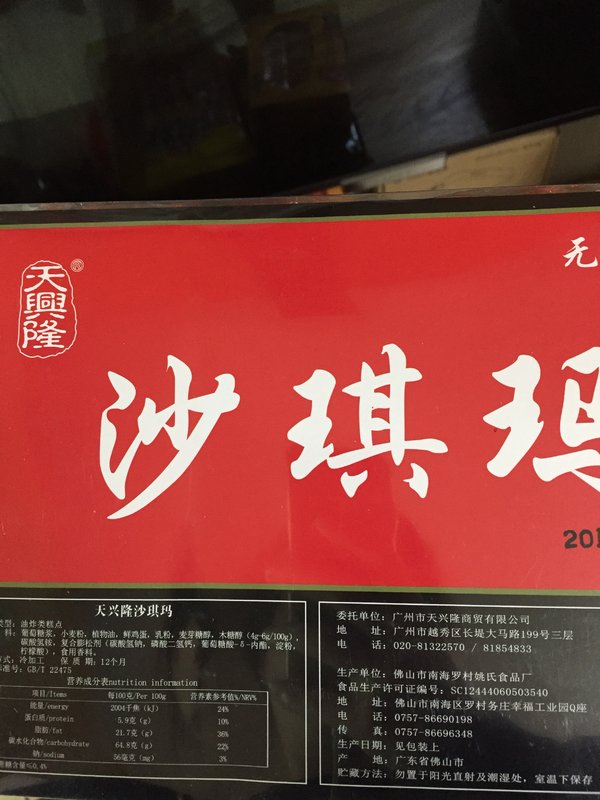 无
天興隆®
沙琪玛
201
天兴隆沙琪玛
类型：油炸类糕点
料：葡萄糖浆，小麦粉，植物油，鲜鸡蛋，乳粉，麦芽糖醇，木糖醇（4g-6g/100g），
碳酸氢铵，复合膨松剂（碳酸氢钠，磷酸二氢钙，葡萄糖酸-δ-内酯，淀粉，
柠檬酸），食用香料。
方式：冷加工 保质期：12个月
标准号：GB/T 22475
营养成分表nutrition information
项目/Items 每100克/Per 100g 营养素参考值%/NRV%
能量/energy 2004千焦（kJ） 24%
蛋白质/protein 5.9克（g） 10%
脂肪/fat 21.7克（g） 36%
碳水化合物/carbohydrate 64.8克（g） 22%
钠/sodium 56毫克（mg） 3%
蔗糖含量≤0.4%
委托单位：广州市天兴隆商贸有限公司
地 址：广州市越秀区长堤大马路199号三层
电 话：020-81322570 / 81854833
生产单位：佛山市南海罗村姚氏食品厂
食品生产许可证编号：SC12444060503540
地 址：佛山市南海区罗村务庄幸福工业园Q座
电 话：0757-86690198
传 真：0757-86696348
生产日期：见包装上
产 地：广东省佛山市
贮藏方法：勿置于阳光直射及潮湿处，室温下保存